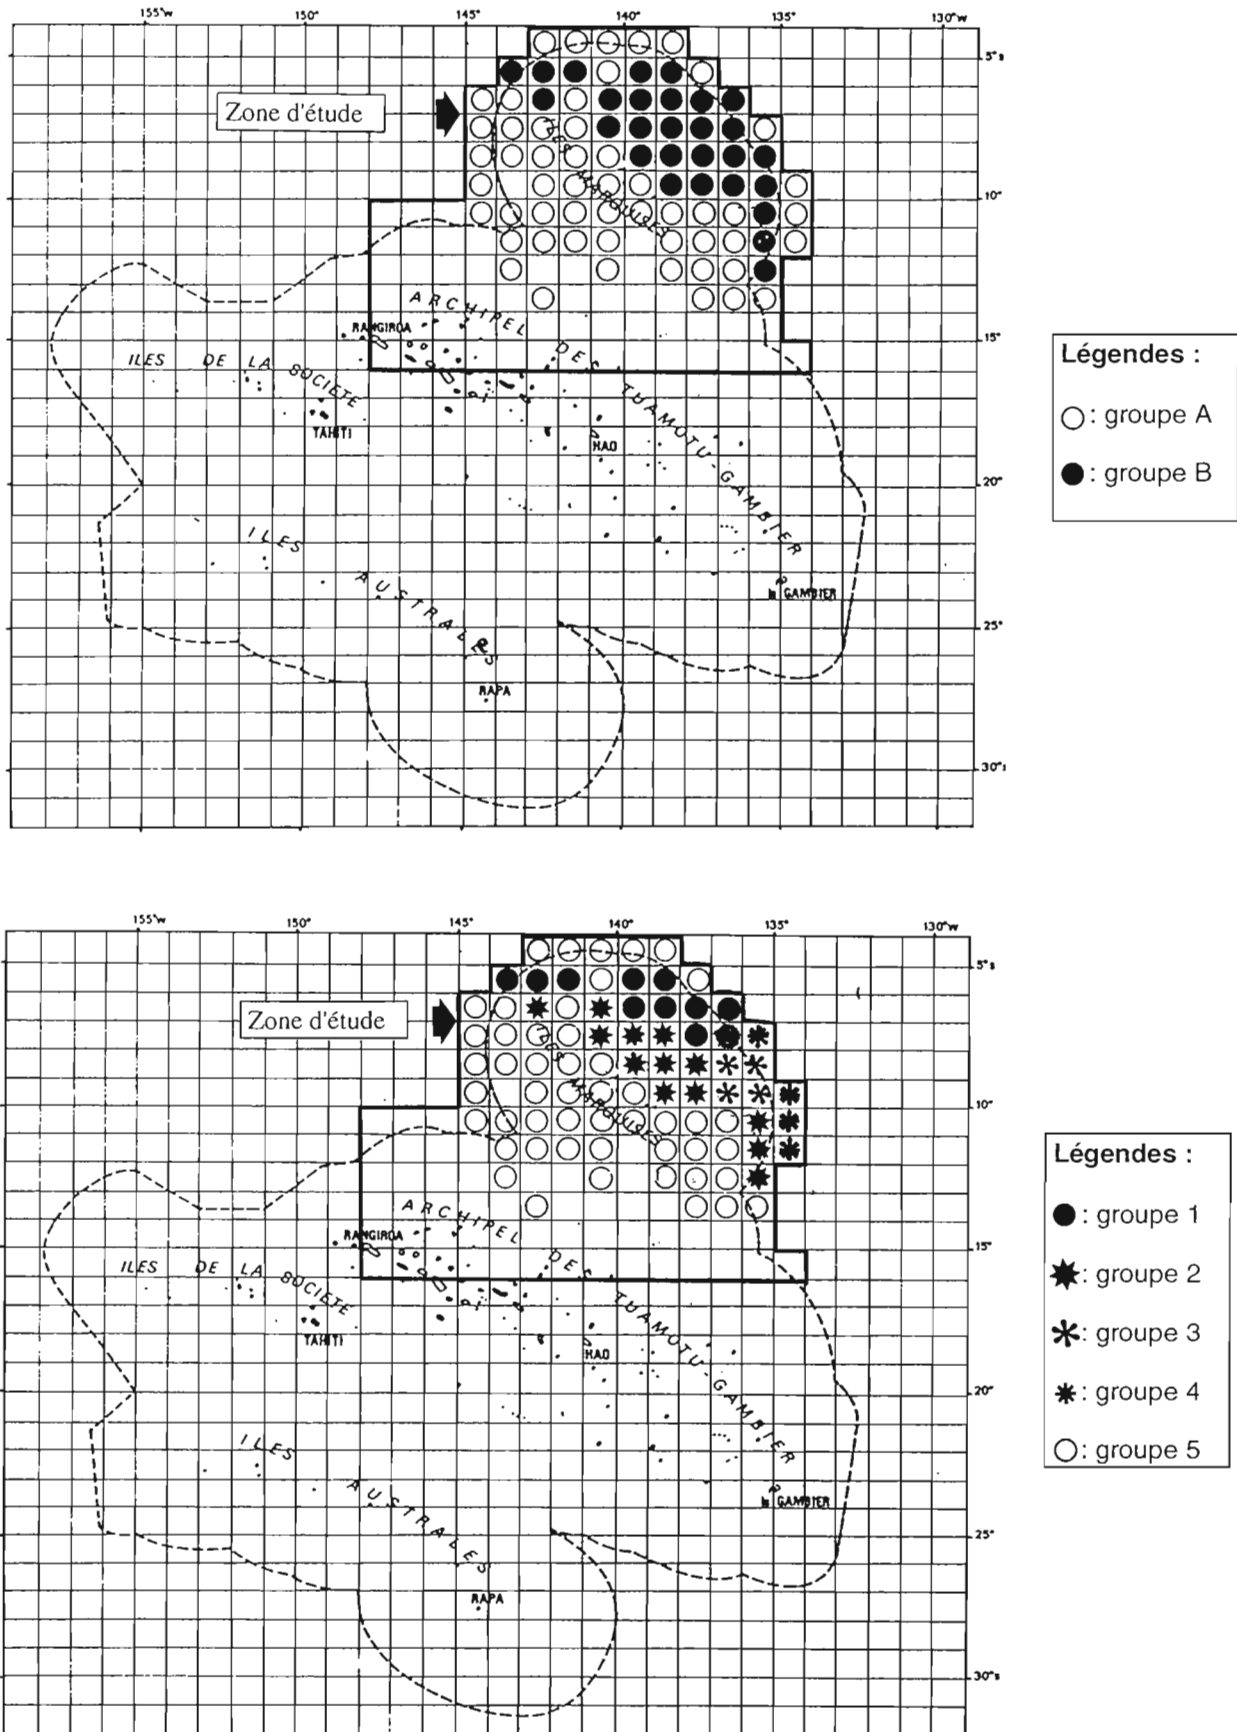 155°W 150° 145° 140° 135° 130°W
5°s
Zone d'étude
ILES MARQUISES
10°
ARCHIPEL DES TUAMOTU-GAMBIER
RANGIROA
15°
ILES DE LA SOCIETE
TAHITI
HAO
20°
ILES AUSTRALES
GAMBIER
25°
RAPA
30°s
Légendes :
: groupe A
: groupe B
155°W 150° 145° 140° 135° 130°W
5°s
Zone d'étude
ILES MARQUISES
10°
ARCHIPEL DES TUAMOTU-GAMBIER
RANGIROA
15°
ILES DE LA SOCIETE
TAHITI
HAO
20°
ILES AUSTRALES
GAMBIER
25°
RAPA
30°s
Légendes :
: groupe 1
: groupe 2
: groupe 3
: groupe 4
: groupe 5